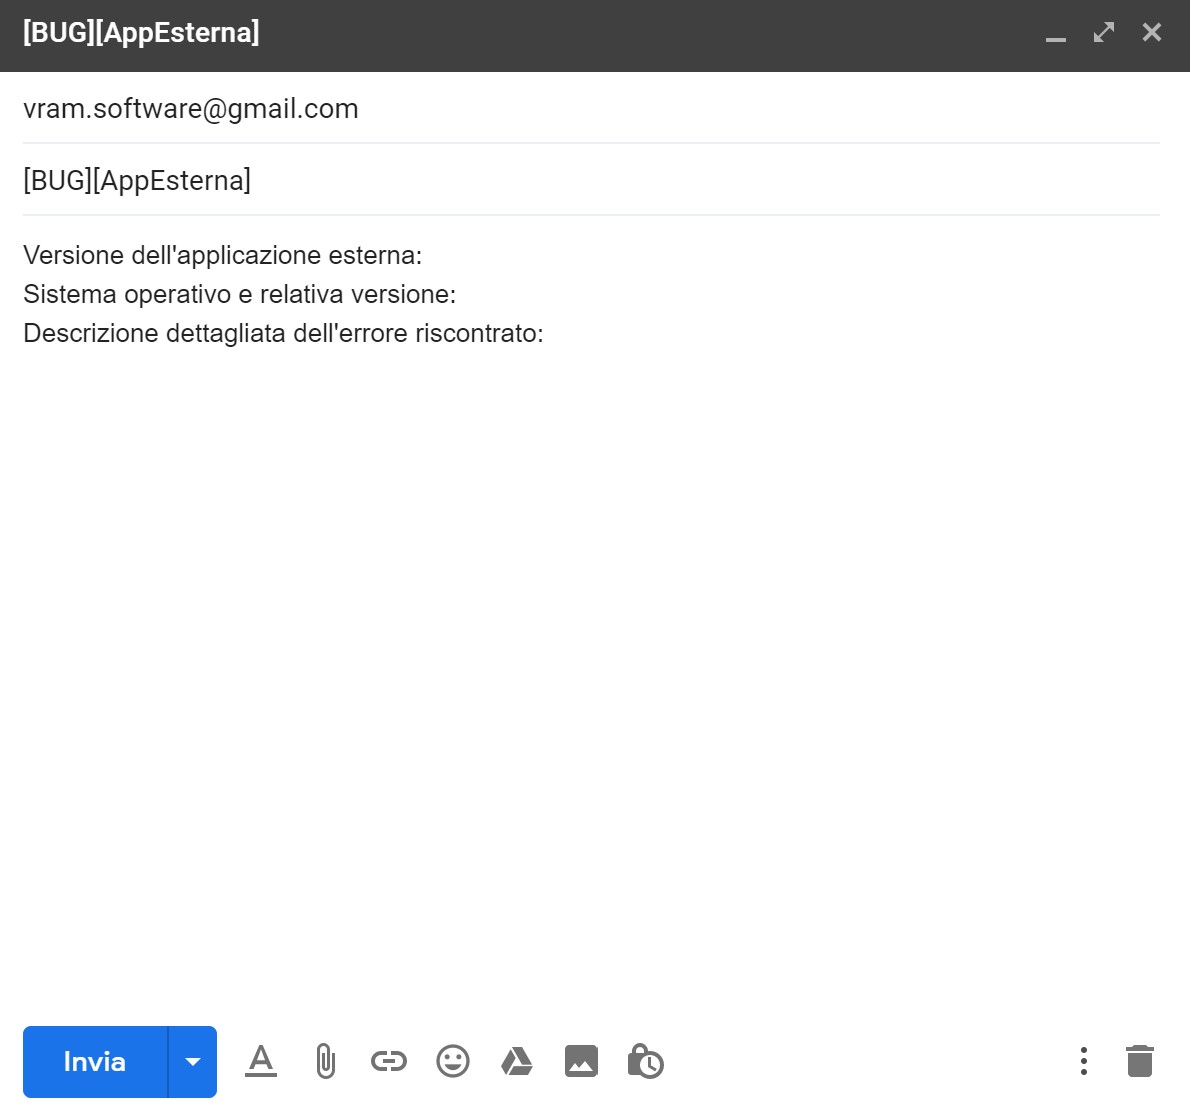 [BUG][AppEsterna]
vram.software@gmail.com
[BUG][AppEsterna]
Versione dell'applicazione esterna:
Sistema operativo e relativa versione:
Descrizione dettagliata dell'errore riscontrato:
Invia